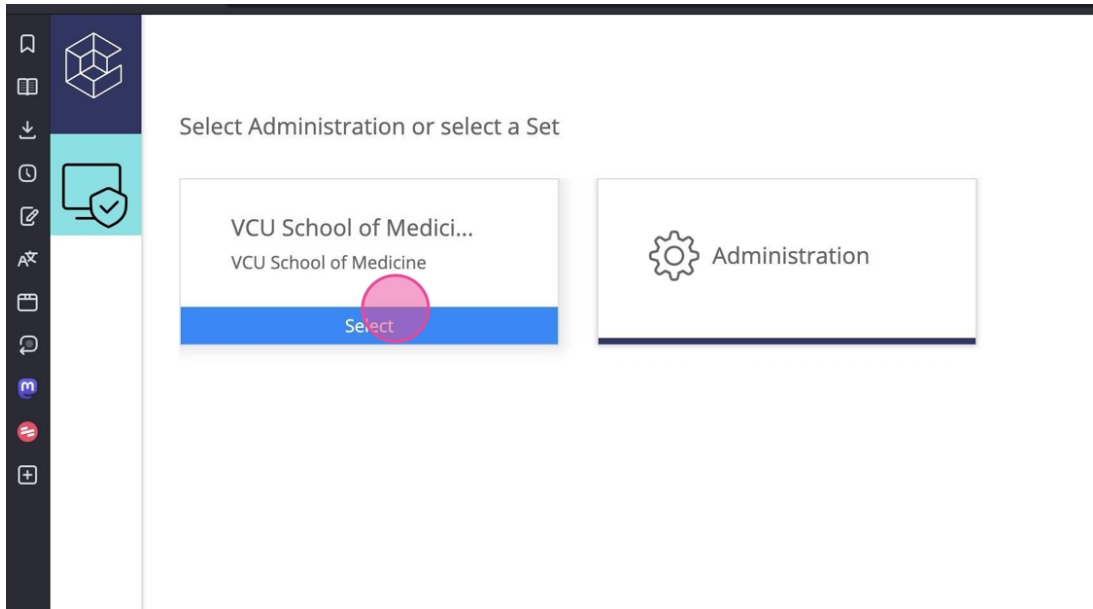 Select Administration or select a Set
VCU School of Medici...
VCU School of Medicine
Select
Administration